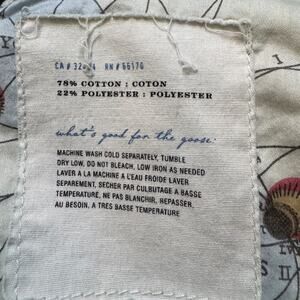 CA # 32
RN # 55170
78% COTTON : COTON
22% POLYESTER : POLYESTER
what's good for the goose:
MACHINE WASH COLD SEPARATELY, TUMBLE
DRY LOW, DO NOT BLEACH, LOW IRON AS NEEDED
LAVER A LA MACHINE A L'EAU FROIDE LAVER
SEPAREMENT, SECHER PAR CULBUTAGE A BASSE
TEMPERATURE, NE PAS BLANCHIR, REPASSER,
AU BESOIN, A TRES BASSE TEMPERATURE